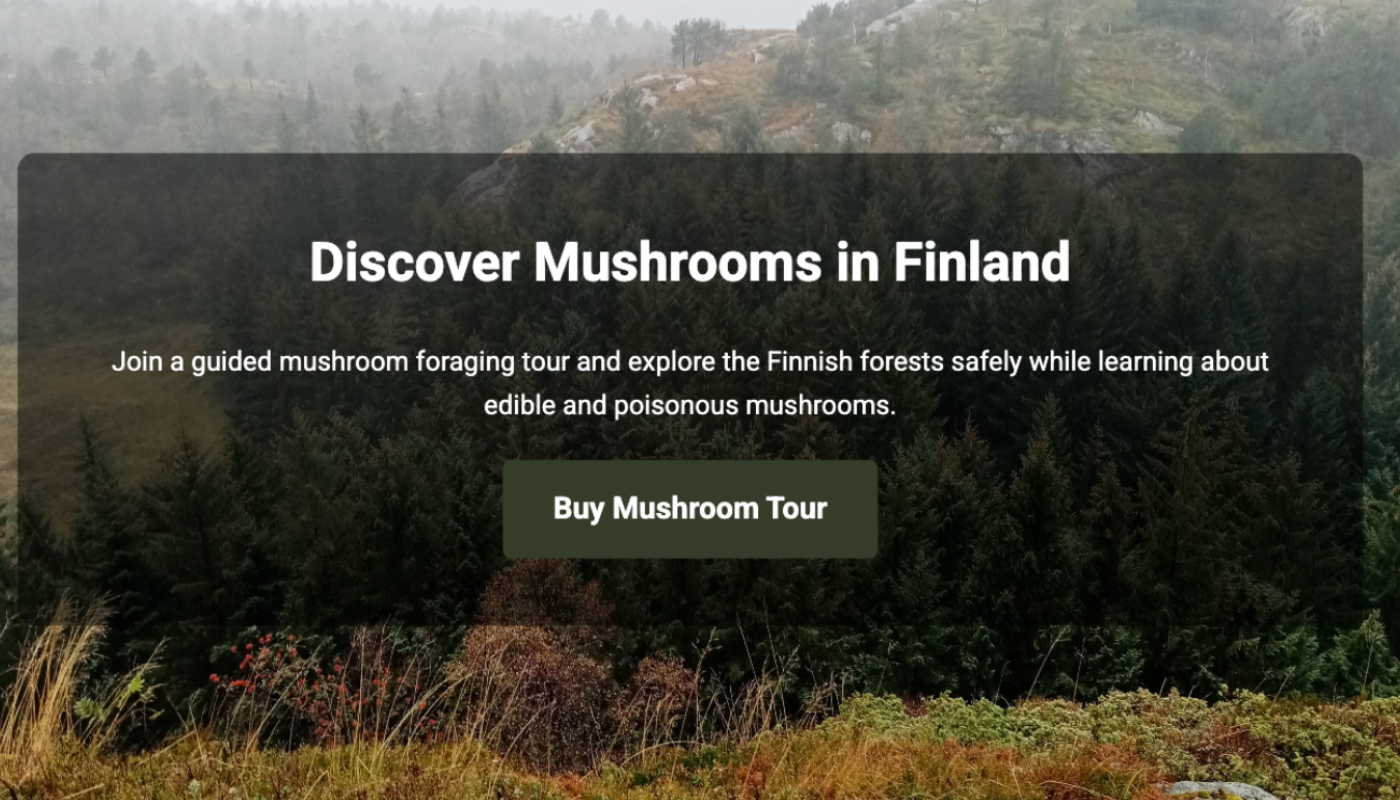 Discover Mushrooms in Finland
Join a guided mushroom foraging tour and explore the Finnish forests safely while learning about
edible and poisonous mushrooms.
Buy Mushroom Tour